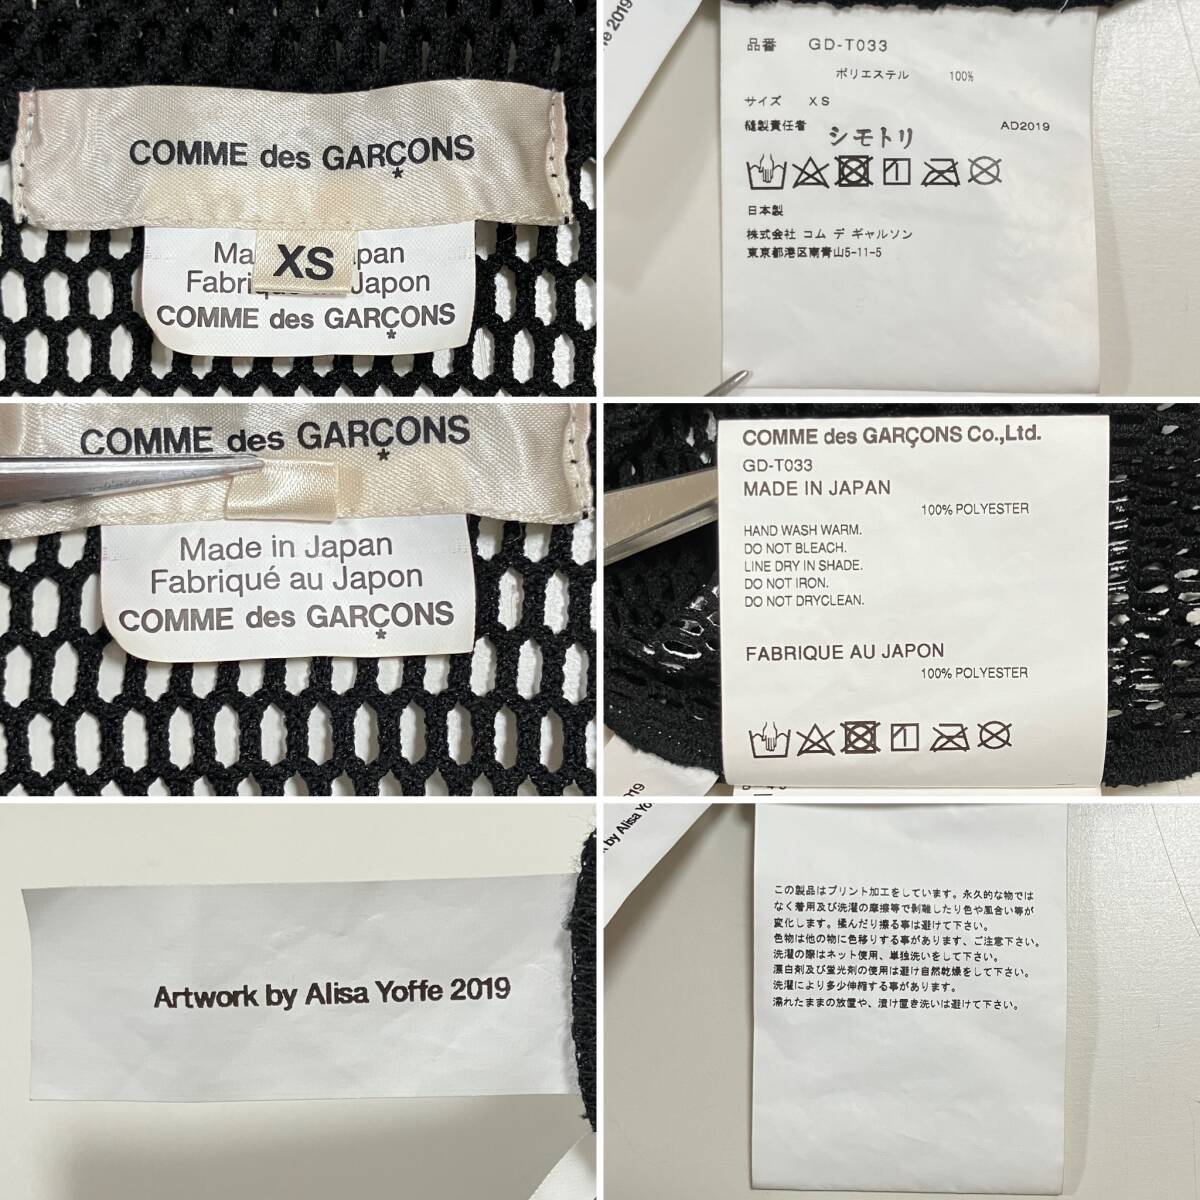 COMME des GARÇONS
*
Ma pan
XS
Fabri Japon
COMME des GARÇONS
*
2019
品番 GD-T033
ポリエステル 100%
サイズ XS
縫製責任者 シモトリ AD2019
日本製
株式会社 コム デ ギャルソン
東京都港区南青山5-11-5
COMME des GARÇONS
*
Made in Japan
Fabriqué au Japon
COMME des GARÇONS
*
COMME des GARÇONS Co.,Ltd.
GD-T033
MADE IN JAPAN
100% POLYESTER
HAND WASH WARM.
DO NOT BLEACH.
LINE DRY IN SHADE.
DO NOT IRON.
DO NOT DRYCLEAN.
FABRIQUE AU JAPON
100% POLYESTER
Artwork by Alisa Yoffe 2019
by Alisa Yo 2019
この製品はプリント加工をしています。永久的な物では
なく着用及び洗濯の摩擦等で剥離したり色や風合い等が
変化します。揉んだり擦る事は避けて下さい。
色物は他の物に色移りする事があります、ご注意下さい。
洗濯の際はネット使用、単独洗いをして下さい。
漂白剤及び蛍光剤の使用は避け自然乾燥をして下さい。
洗濯により多少伸縮する事があります。
濡れたままの放置や、漬け置き洗いは避けて下さい。